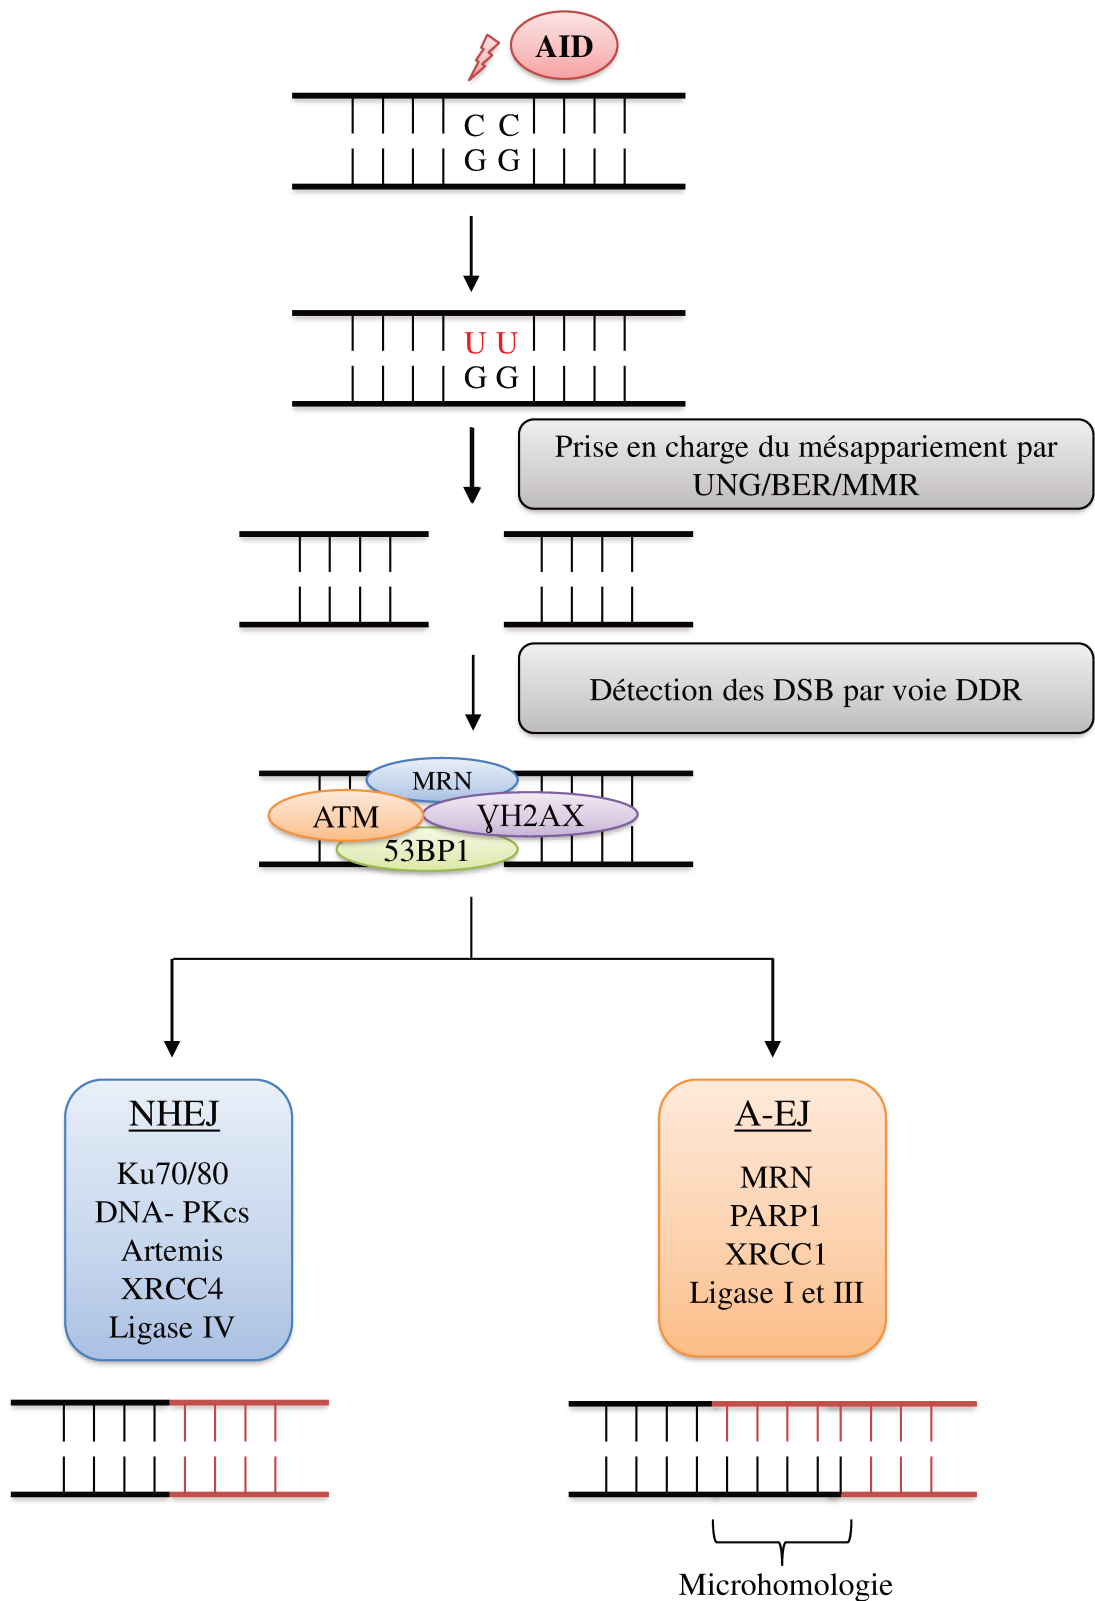 AID
C C
G G
U U
G G
Prise en charge du mésappariement par
UNG/BER/MMR
Détection des DSB par voie DDR
MRN
ATM
ƔH2AX
53BP1
NHEJ
Ku70/80
DNA- PKcs
Artemis
XRCC4
Ligase IV
A-EJ
MRN
PARP1
XRCC1
Ligase I et III
Microhomologie